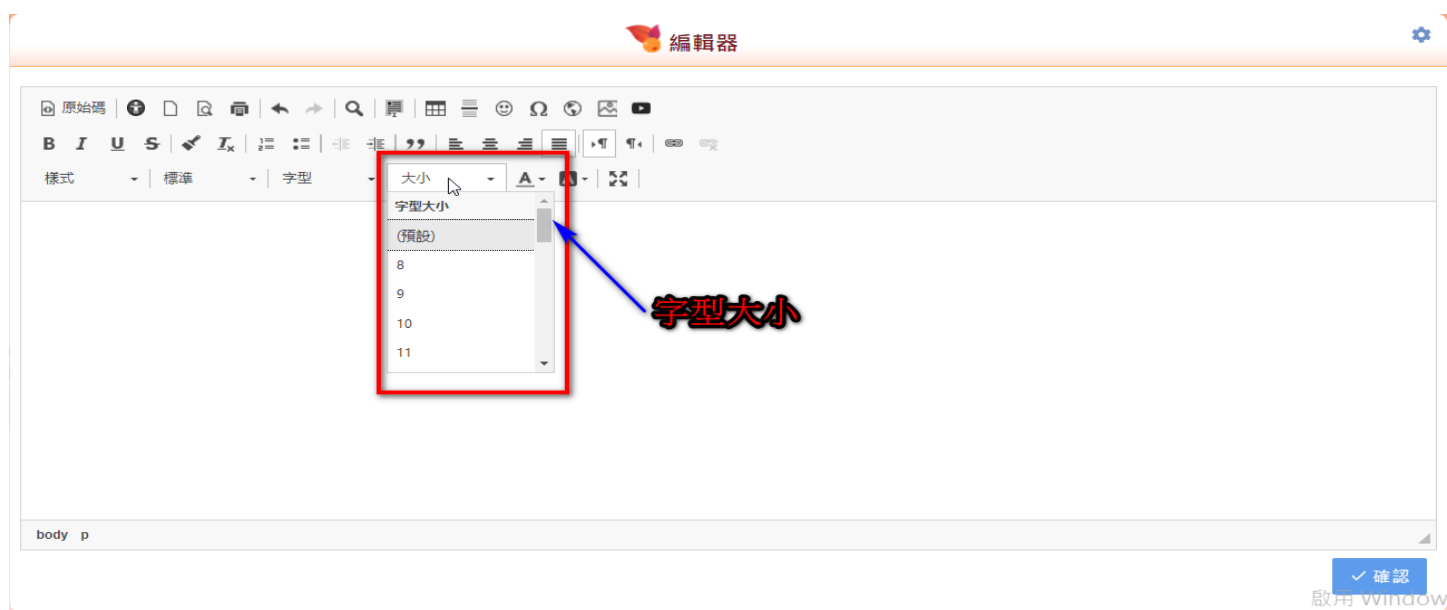 編輯器
原始碼
B I U S Tx
樣式 標準 字型 大小 A A
字型大小
(預設)
8
9
10
11
字型大小
body p
確認
啟用 Window